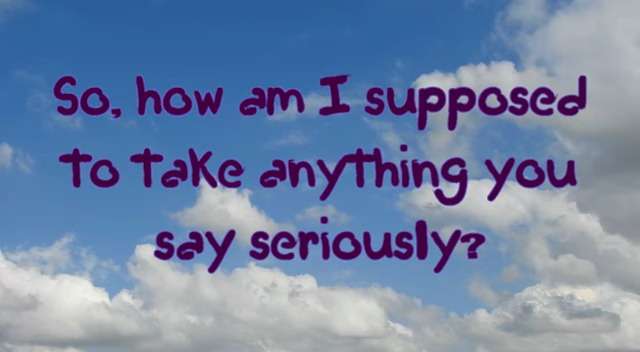 So, how am I supposed
to take anything you
say seriously?